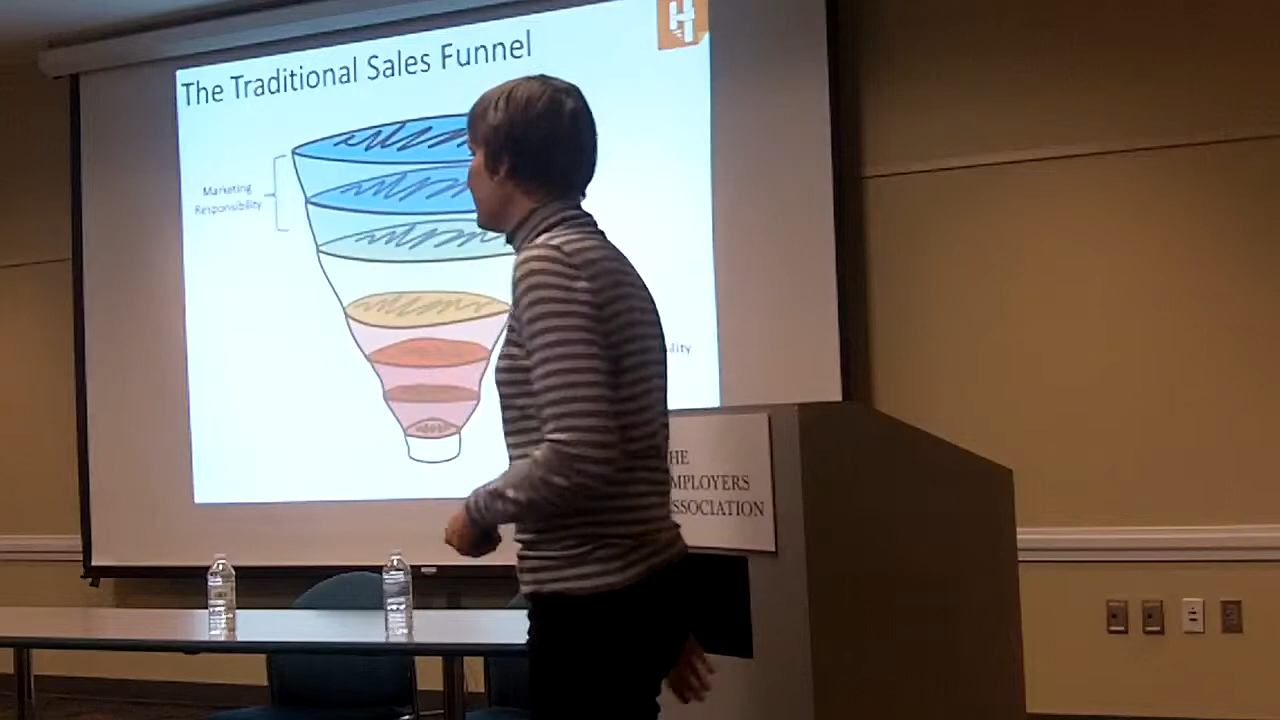 The Traditional Sales Funnel
Marketing
Responsibility
HE
MPLOYERS
SSOCIATION